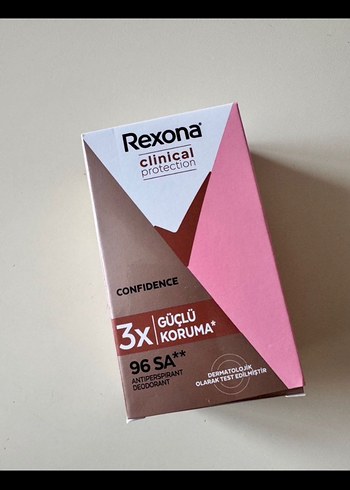 Rexona®
clinical
protection
CONFIDENCE
3x GÜÇLÜ
KORUMA*
96 SA**
ANTIPERSPIRANT
DEODORANT
DERMATOLOJİK
OLARAK TEST EDİLMİŞTİR